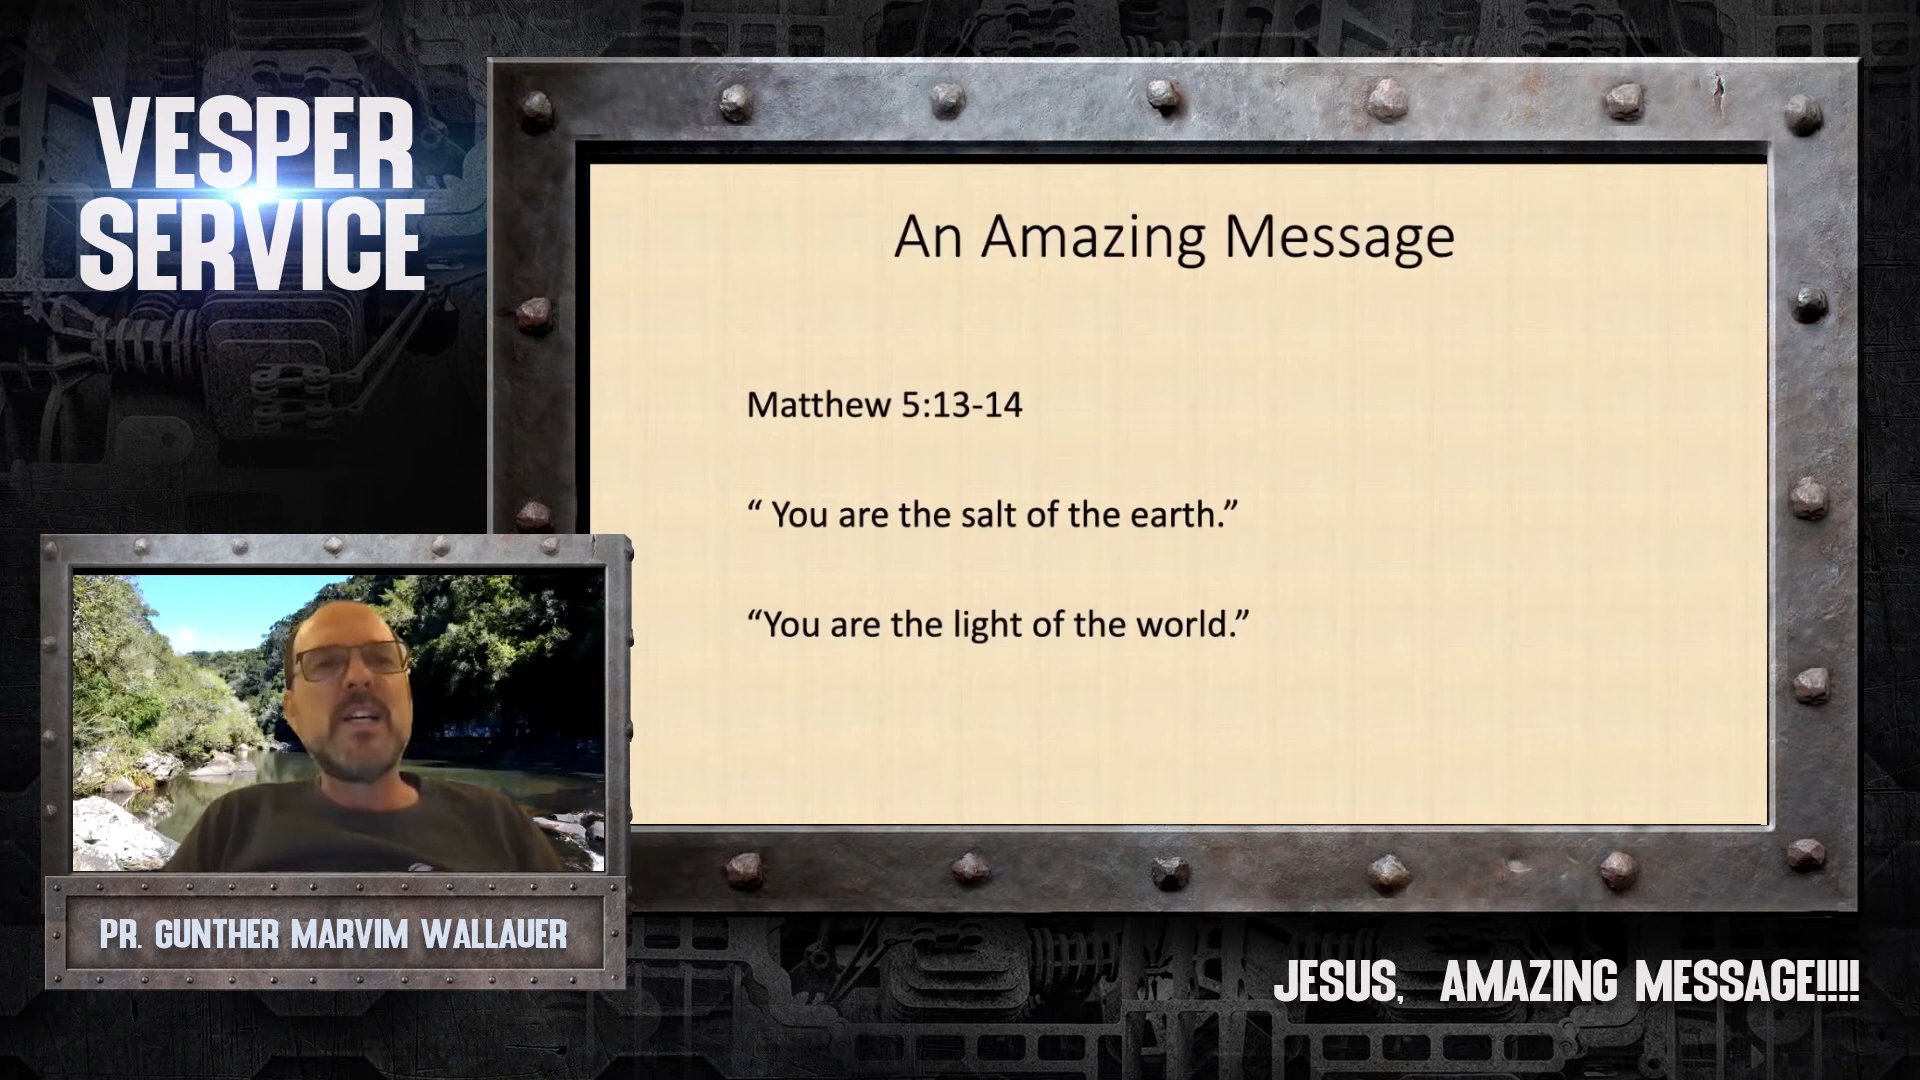 VESPER
SERVICE
An Amazing Message
Matthew 5:13-14
“ You are the salt of the earth.”
“You are the light of the world.”
PR. GUNTHER MARVIM WALLAUER
JESUS, AMAZING MESSAGE!!!!